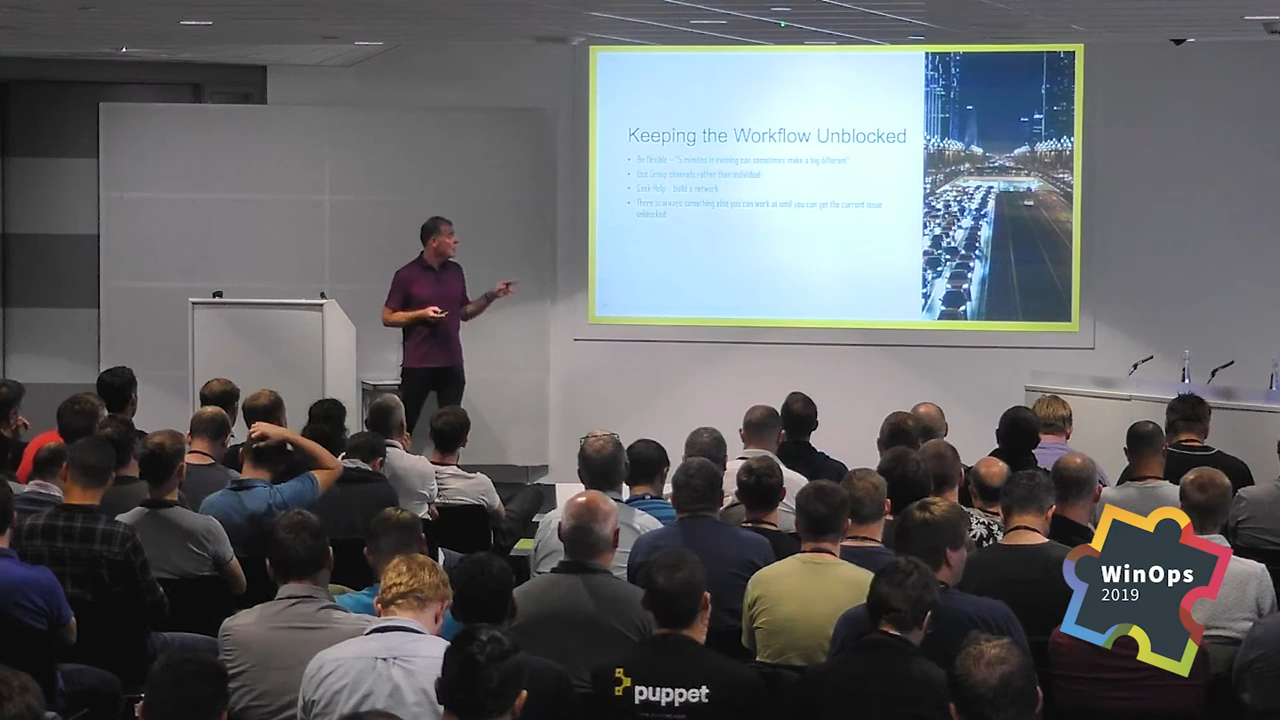 Keeping the Workflow Unblocked
• Be flexible – "5 minutes in evening can sometimes make a big different"
• Use Group channels rather than individual
• Seek Help – build a network
• There is always something else you can work at until you can get the current issue
unblocked
WinOps
2019
puppet